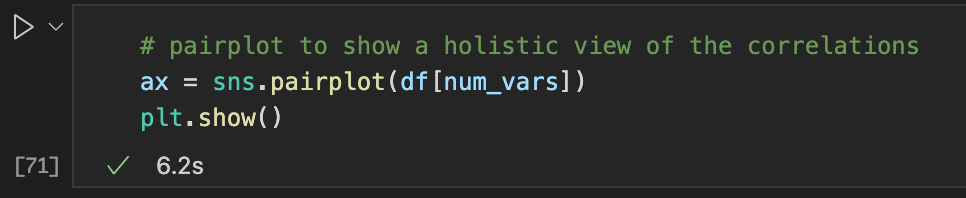 # pairplot to show a holistic view of the correlations
ax = sns.pairplot(df[num_vars])
plt.show()
[71] 6.2s